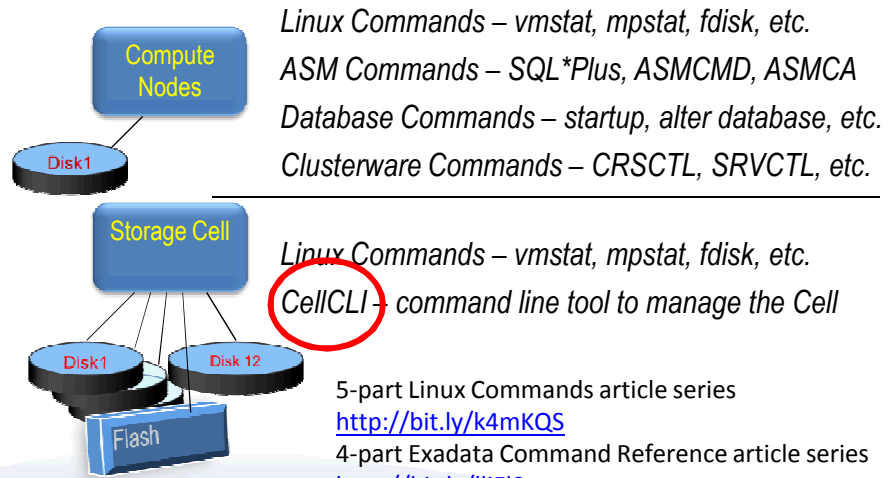 Compute
Nodes
Disk1
Linux Commands – vmstat, mpstat, fdisk, etc.
ASM Commands – SQL*Plus, ASMCMD, ASMCA
Database Commands – startup, alter database, etc.
Clusterware Commands – CRSCTL, SRVCTL, etc.
Storage Cell
Disk1
Disk 12
Flash
Linux Commands – vmstat, mpstat, fdisk, etc.
CellCLI – command line tool to manage the Cell
5-part Linux Commands article series
http://bit.ly/k4mKQS
4-part Exadata Command Reference article series